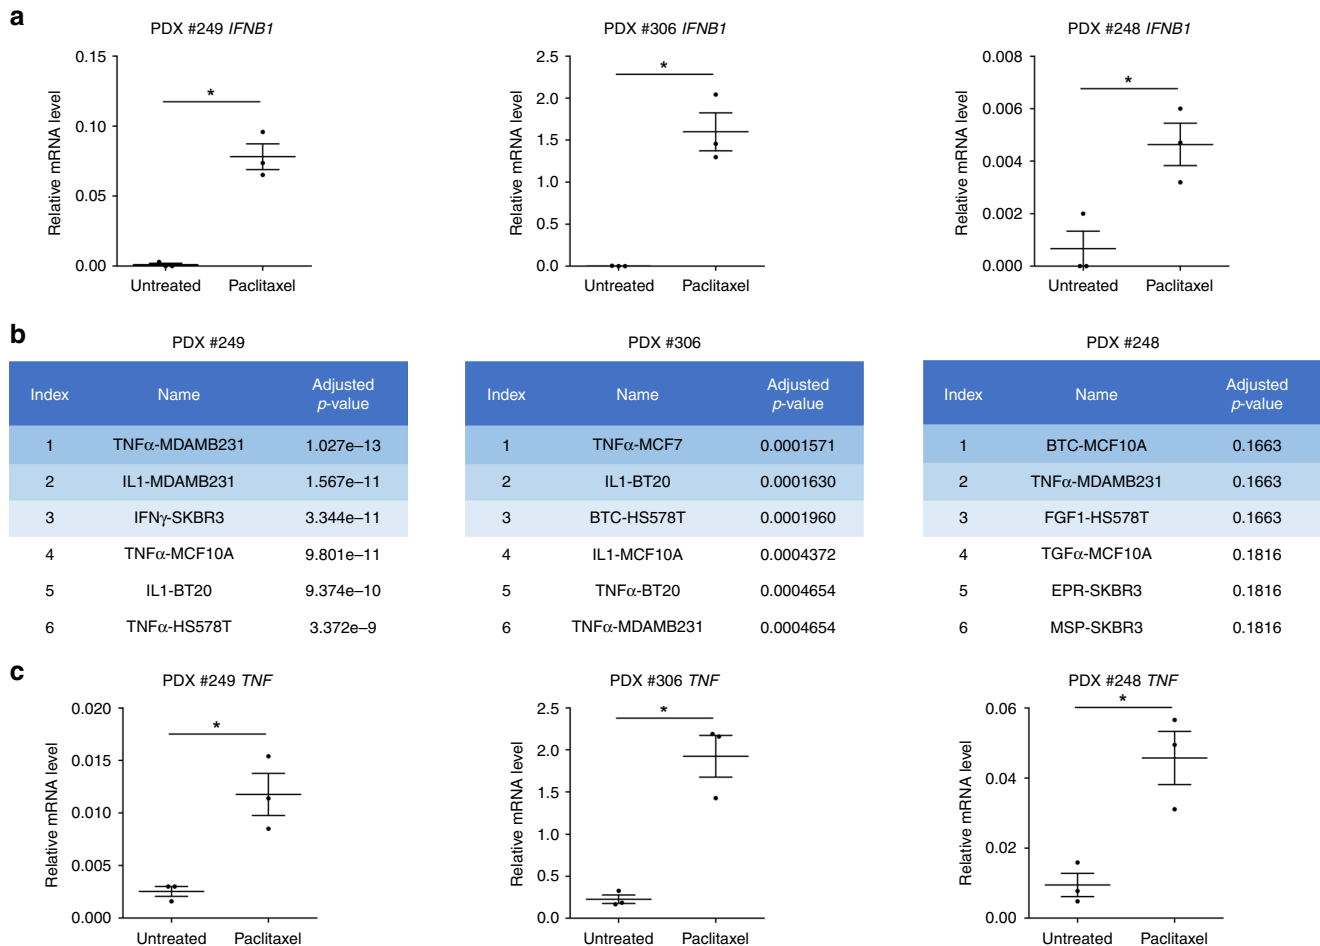 a
PDX #249 IFNB1
Relative mRNA level
0.15
0.10
0.05
0.00
*
Untreated Paclitaxel
PDX #306 IFNB1
Relative mRNA level
2.5
2.0
1.5
1.0
0.5
0.0
*
Untreated Paclitaxel
PDX #248 IFNB1
Relative mRNA level
0.008
0.006
0.004
0.002
0.000
*
Untreated Paclitaxel
b
PDX #249
Index Name Adjusted p-value
1 TNFα-MDAMB231 1.027e–13
2 IL1-MDAMB231 1.567e–11
3 IFNγ-SKBR3 3.344e–11
4 TNFα-MCF10A 9.801e–11
5 IL1-BT20 9.374e–10
6 TNFα-HS578T 3.372e–9
PDX #306
Index Name Adjusted p-value
1 TNFα-MCF7 0.0001571
2 IL1-BT20 0.0001630
3 BTC-HS578T 0.0001960
4 IL1-MCF10A 0.0004372
5 TNFα-BT20 0.0004654
6 TNFα-MDAMB231 0.0004654
PDX #248
Index Name Adjusted p-value
1 BTC-MCF10A 0.1663
2 TNFα-MDAMB231 0.1663
3 FGF1-HS578T 0.1663
4 TGFα-MCF10A 0.1816
5 EPR-SKBR3 0.1816
6 MSP-SKBR3 0.1816
c
PDX #249 TNF
Relative mRNA level
0.020
0.015
0.010
0.005
0.000
*
Untreated Paclitaxel
PDX #306 TNF
Relative mRNA level
2.5
2.0
1.5
1.0
0.5
0.0
*
Untreated Paclitaxel
PDX #248 TNF
Relative mRNA level
0.06
0.04
0.02
0.00
*
Untreated Paclitaxel